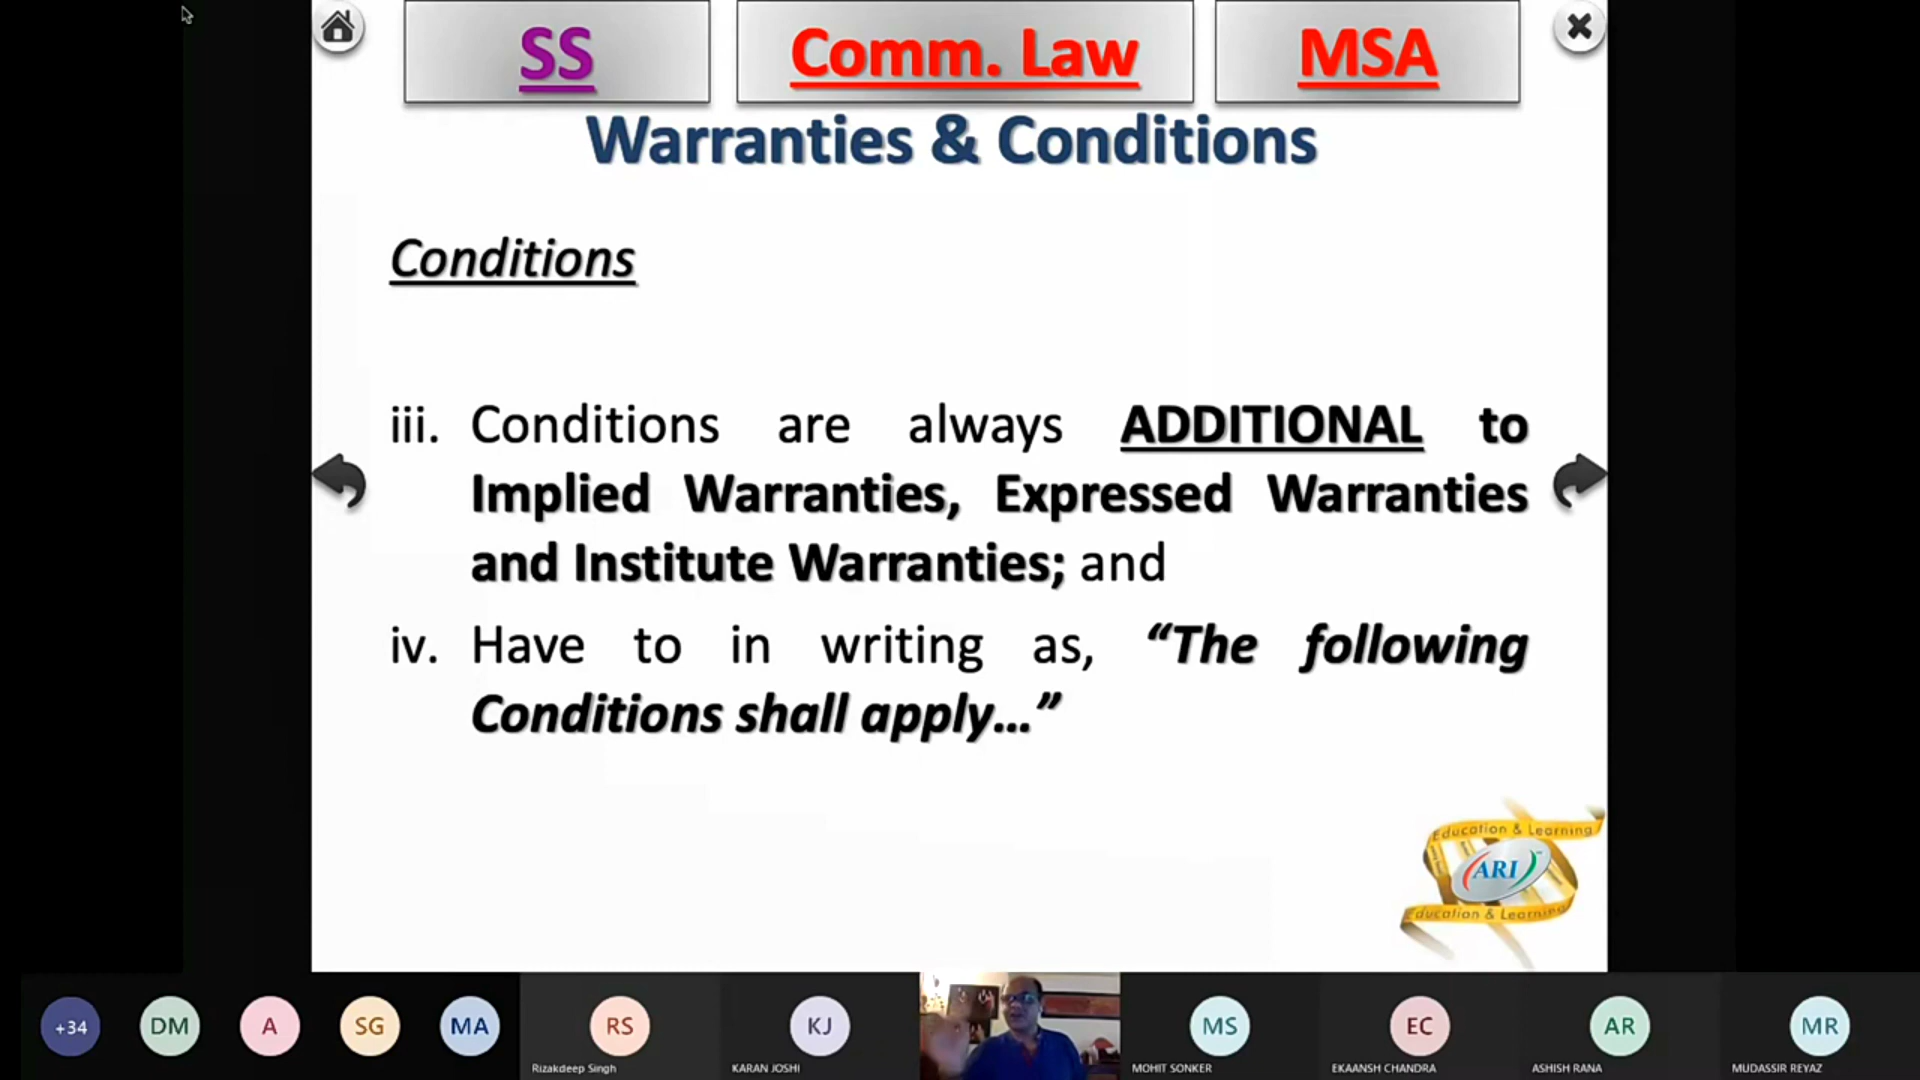 SS
Comm. Law
MSA
Warranties & Conditions
Conditions
iii. Conditions are always ADDITIONAL to
Implied Warranties, Expressed Warranties
and Institute Warranties; and
iv. Have to in writing as, “The following
Conditions shall apply...”
Education & Learning
ARI
Education & Learning
+34
DM
A
SG
MA
RS
KJ
MS
EC
AR
MR
Rizakdeep Singh
KARAN JOSHI
MOHIT SONKER
EKAANSH CHANDRA
ASHISH RANA
MUDASSIR REYAZ